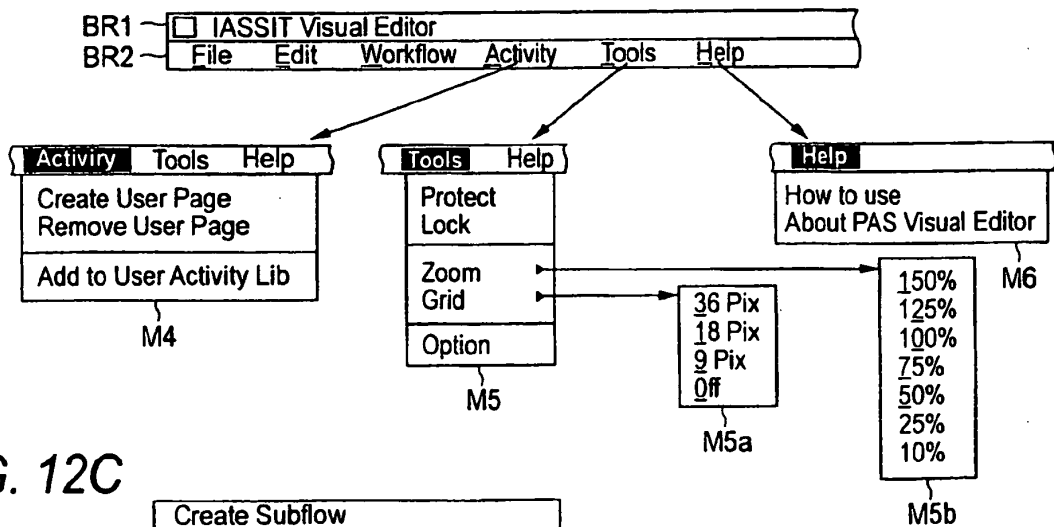 BR1 IASSIT Visual Editor
BR2 File Edit Workflow Activity Tools Help
Activiry Tools Help
Create User Page
Remove User Page
Add to User Activity Lib
M4
Tools Help
Protect
Lock
Zoom
Grid
Option
M5
36 Pix
18 Pix
9 Pix
0ff
M5a
Help
How to use
About PAS Visual Editor
M6
150%
125%
100%
75%
50%
25%
10%
M5b
G. 12C
Create Subflow